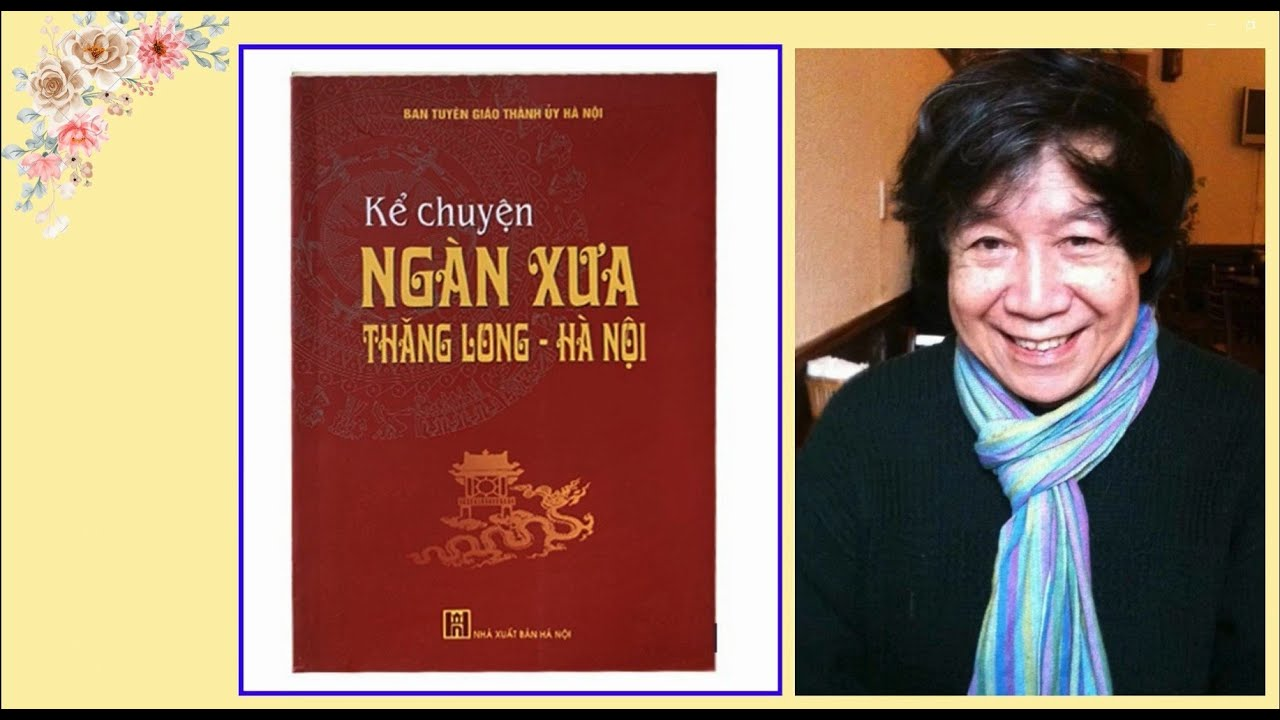 BAN TUYÊN GIÁO THÀNH ỦY HÀ NỘI
Kể chuyện
NGÀN XƯA
THĂNG LONG - HÀ NỘI
NHÀ XUẤT BẢN HÀ NỘI